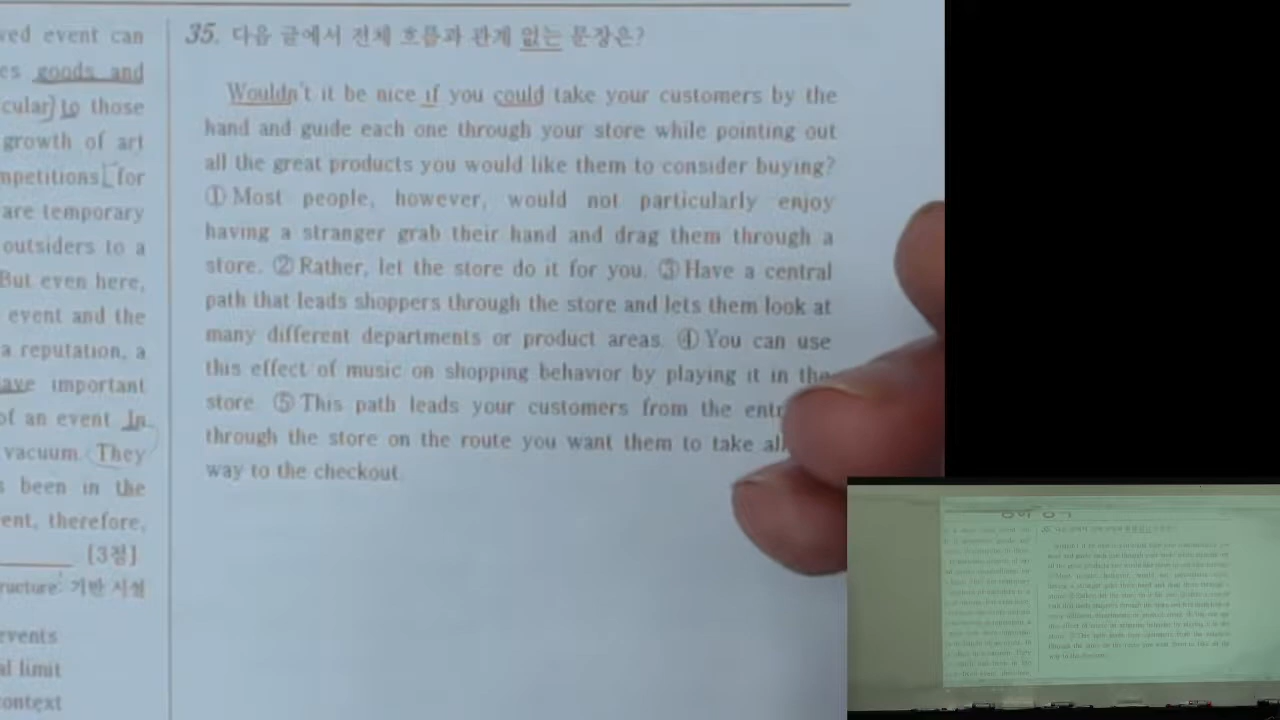 ved event can
es goods and
cular) to those
growth of art
mpetitions for
are temporary
outsiders to a
But even here,
event and the
a reputation, a
ave important
of an event. In
vacuum. They
s been in the
ent, therefore,
[3점]
ructure: 기반 시설
events
al limit
context
35. 다음 글에서 전체 흐름과 관계 없는 문장은?
Wouldn't it be nice if you could take your customers by the
hand and guide each one through your store while pointing out
all the great products you would like them to consider buying?
① Most people, however, would not particularly enjoy
having a stranger grab their hand and drag them through a
store. ② Rather, let the store do it for you. ③ Have a central
path that leads shoppers through the store and lets them look at
many different departments or product areas. ④ You can use
this effect of music on shopping behavior by playing it in the
store. ⑤ This path leads your customers from the
through the store on the route you want them to take
way to the checkout.